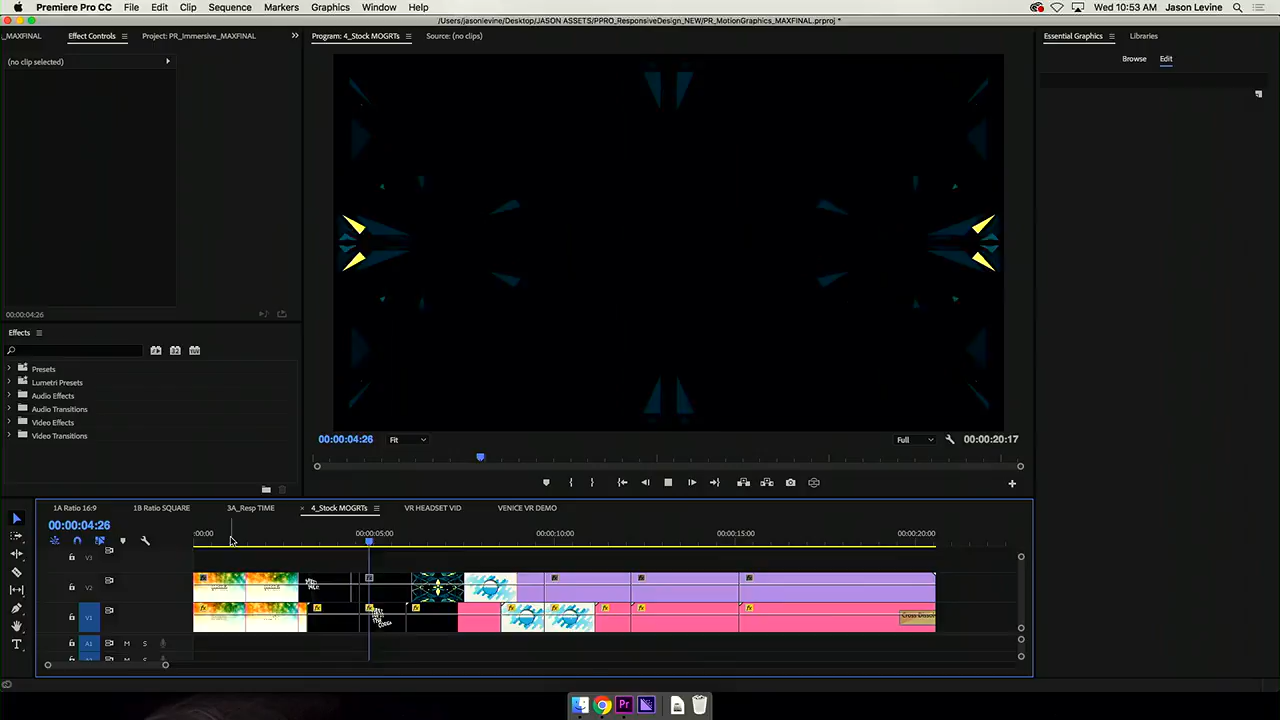 Premiere Pro CC File Edit Clip Sequence Markers Graphics Window Help Wed 10:53 AM Jason Levine
/Users/jasonlevine/Desktop/JASON ASSETS/PPRO_ResponsiveDesign_NEW/PR_MotionGraphics_MAXFINAL.prproj *
_MAXFINAL Effect Controls Project: PR_Immersive_MAXFINAL Program: 4_Stock MOGRTs Source: (no clips) Essential Graphics Libraries
(no clip selected)
Browse Edit
00:00:04:26
Effects
Presets
Lumetri Presets
Audio Effects
Audio Transitions
Video Effects
Video Transitions
00:00:04:26 Fit Full 00:00:20:17
1A Ratio 16:9 1B Ratio SQUARE 3A_Resp TIME × 4_Stock MOGRTs VR HEADSET VID VENICE VR DEMO
00:00:04:26
:00:00 00:00:05:00 00:00:10:00 00:00:15:00 00:00:20:00
V3
V2
V1
Cross Dissol
A1 M S